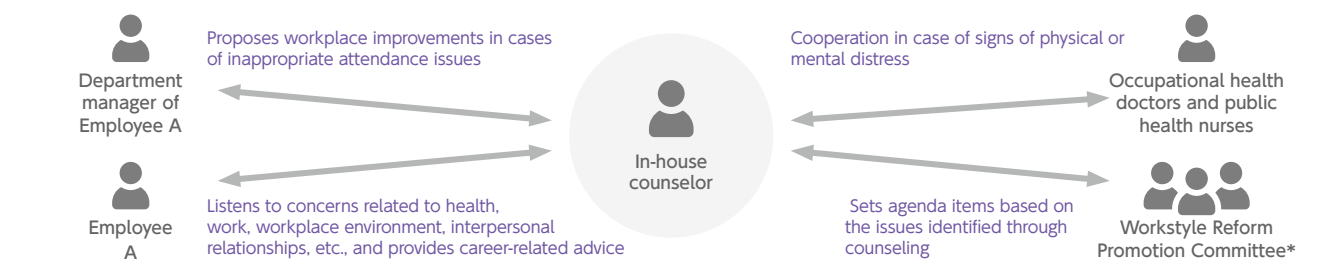 Proposes workplace improvements in cases
of inappropriate attendance issues
Department
manager of
Employee A
Employee
A
Listens to concerns related to health,
work, workplace environment, interpersonal
relationships, etc., and provides career-related advice
In-house
counselor
Cooperation in case of signs of physical or
mental distress
Occupational health
doctors and public
health nurses
Sets agenda items based on
the issues identified through
counseling
Workstyle Reform
Promotion Committee*